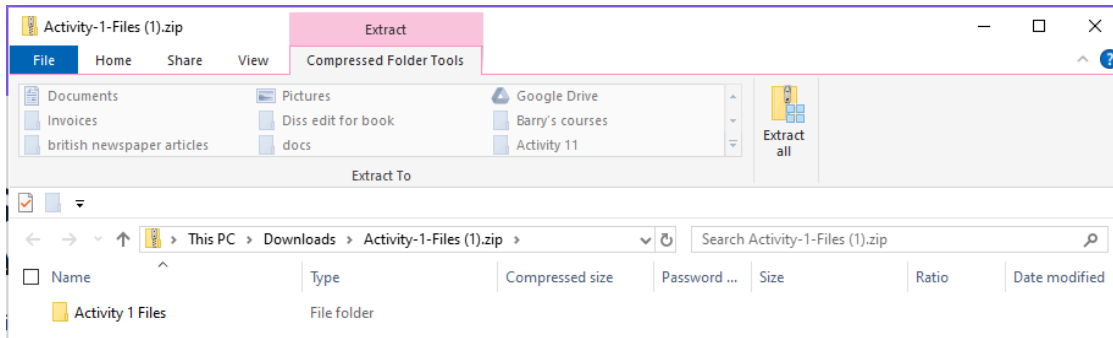 Activity-1-Files (1).zip
Extract
File Home Share View Compressed Folder Tools
Documents Pictures Google Drive
Invoices Diss edit for book Barry's courses
british newspaper articles docs Activity 11
Extract
all
Extract To
This PC > Downloads > Activity-1-Files (1).zip >
Search Activity-1-Files (1).zip
Name Type Compressed size Password ... Size Ratio Date modified
Activity 1 Files File folder